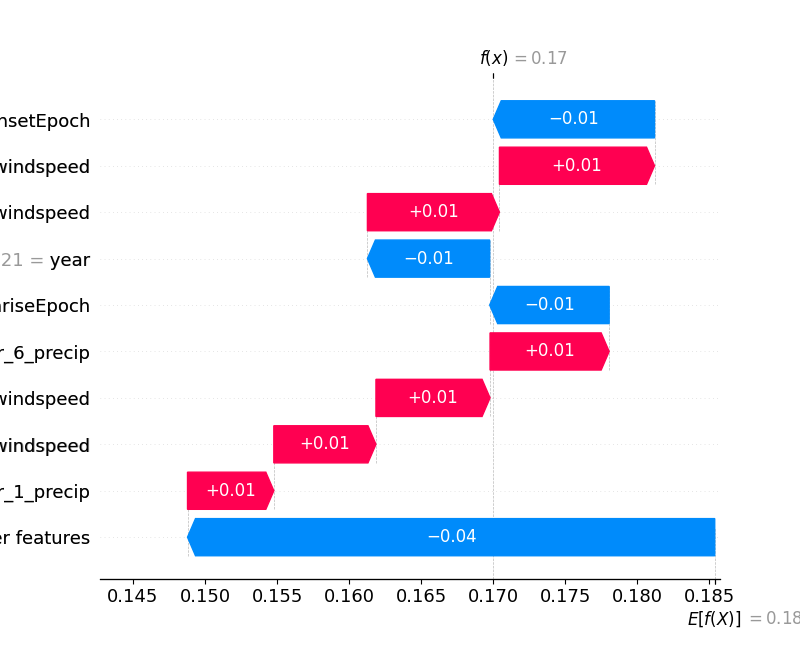 f(x) = 0.17
nsetEpoch −0.01
windspeed +0.01
windspeed +0.01
21 = year −0.01
riseEpoch −0.01
r_6_precip +0.01
windspeed +0.01
windspeed +0.01
r_1_precip +0.01
er features −0.04
0.145 0.150 0.155 0.160 0.165 0.170 0.175 0.180 0.185
E[f(X)] = 0.18